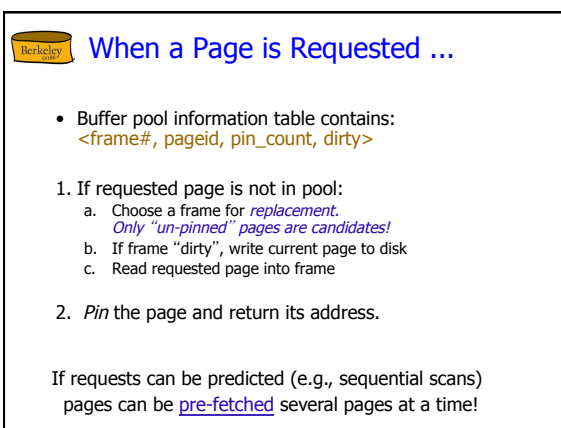 Berkeley
When a Page is Requested ...
• Buffer pool information table contains:
<frame#, pageid, pin_count, dirty>
1. If requested page is not in pool:
a. Choose a frame for replacement.
Only “un-pinned” pages are candidates!
b. If frame “dirty”, write current page to disk
c. Read requested page into frame
2. Pin the page and return its address.
If requests can be predicted (e.g., sequential scans)
pages can be pre-fetched several pages at a time!